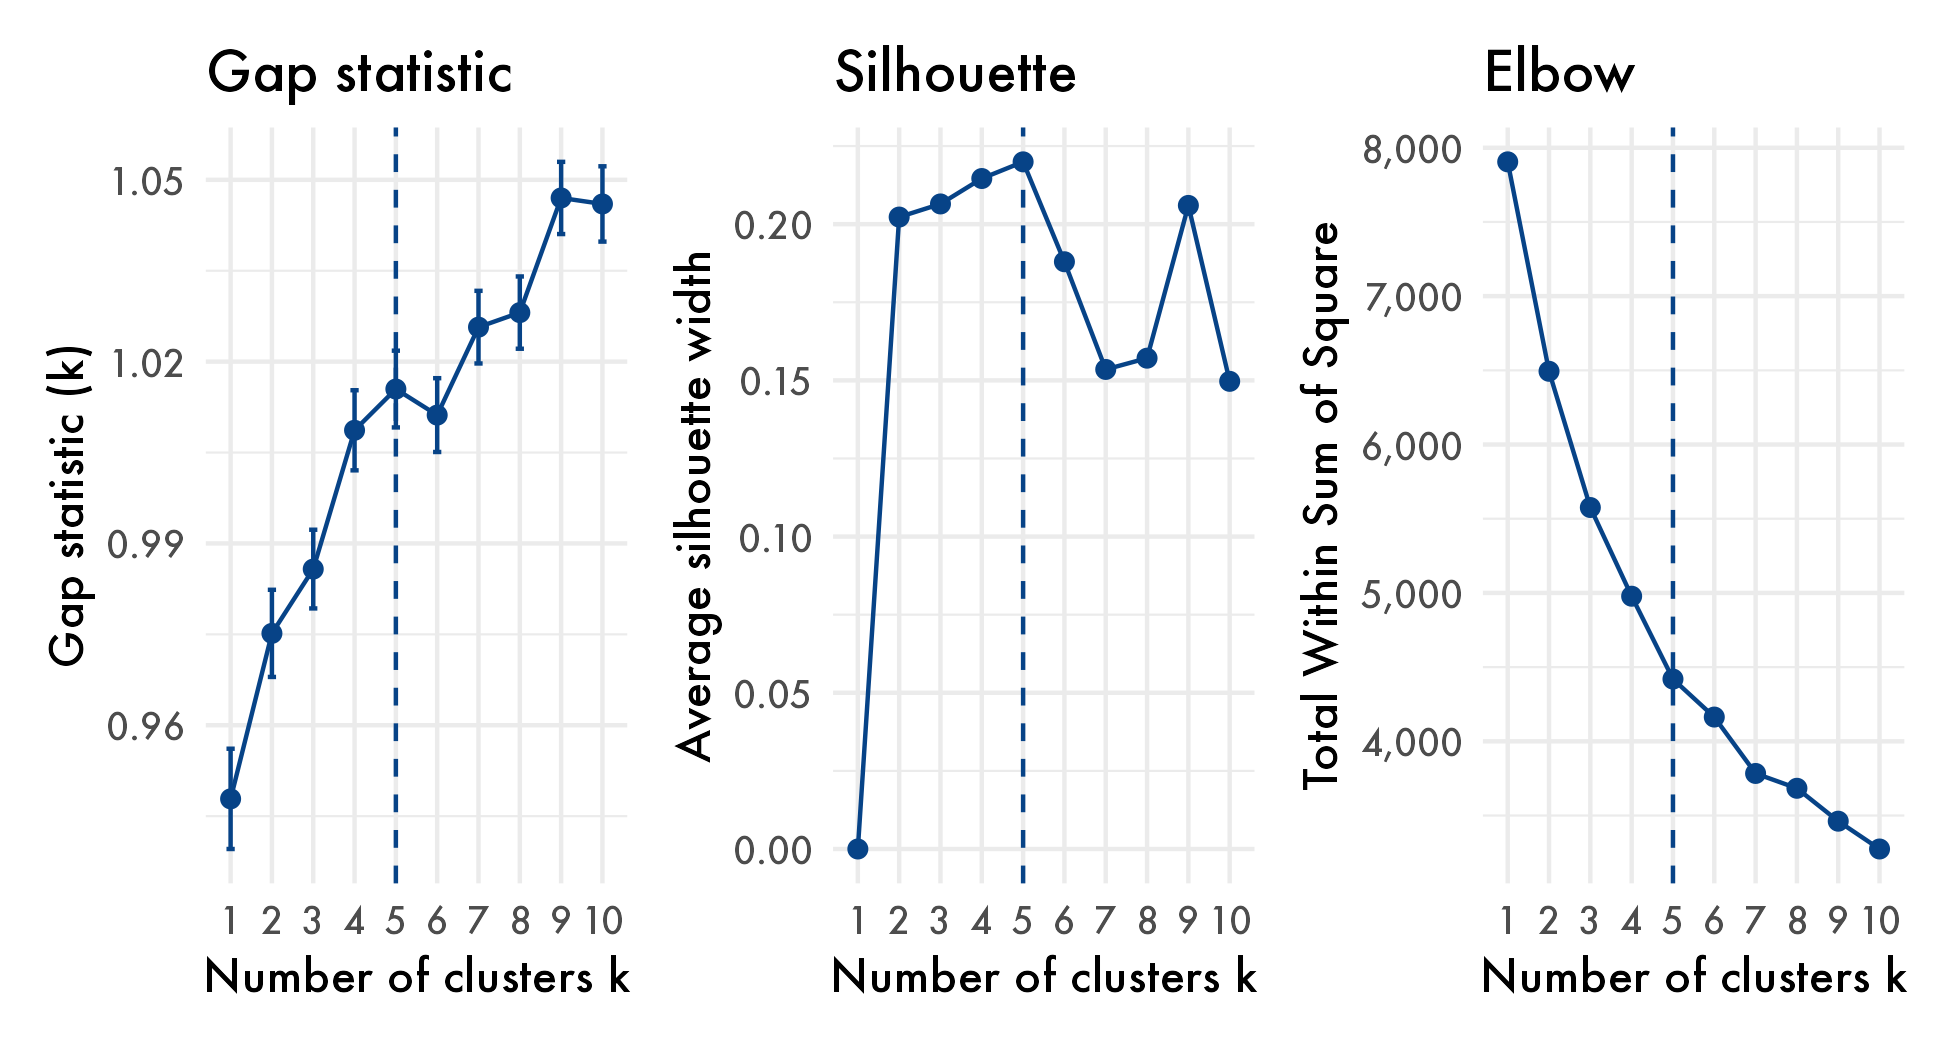 Gap statistic
Gap statistic (k)
1.05
1.02
0.99
0.96
1 2 3 4 5 6 7 8 9 10
Number of clusters k
Silhouette
Average silhouette width
0.20
0.15
0.10
0.05
0.00
1 2 3 4 5 6 7 8 9 10
Number of clusters k
Elbow
Total Within Sum of Square
8,000
7,000
6,000
5,000
4,000
1 2 3 4 5 6 7 8 9 10
Number of clusters k